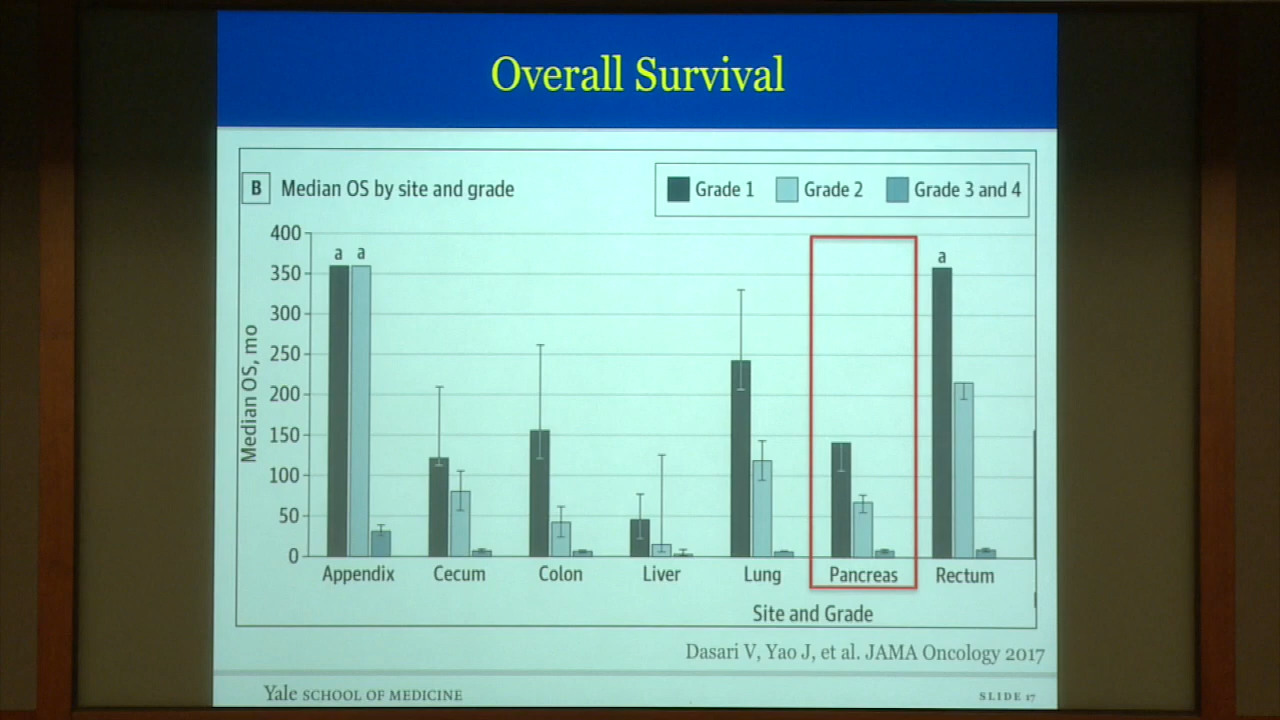 Overall Survival
B Median OS by site and grade
Grade 1 Grade 2 Grade 3 and 4
Median OS, mo
400
350
300
250
200
150
100
50
0
a a
a
Appendix Cecum Colon Liver Lung Pancreas Rectum
Site and Grade
Dasari V, Yao J, et al. JAMA Oncology 2017
Yale SCHOOL OF MEDICINE
SLIDE 17